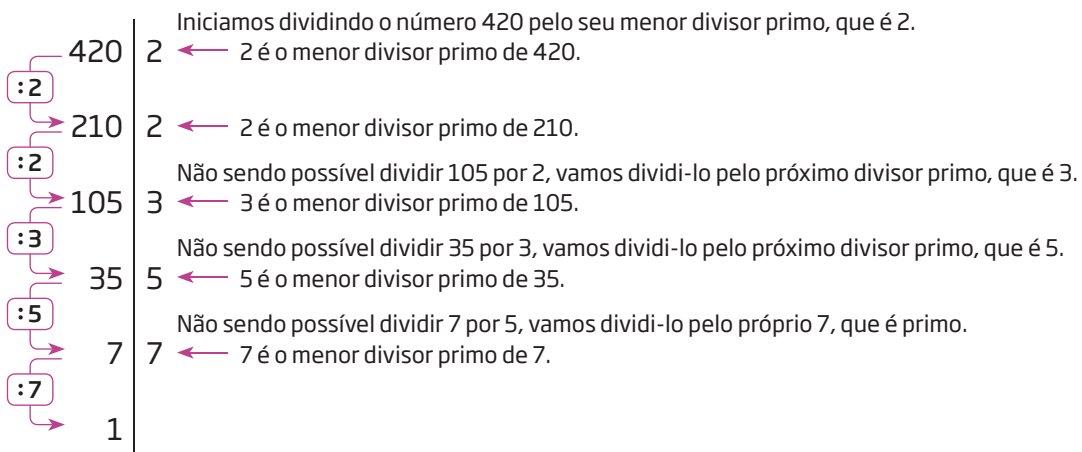 Iniciamos dividindo o número 420 pelo seu menor divisor primo, que é 2.
420 2 2 é o menor divisor primo de 420.
:2
210 2 2 é o menor divisor primo de 210.
:2
Não sendo possível dividir 105 por 2, vamos dividi-lo pelo próximo divisor primo, que é 3.
105 3 3 é o menor divisor primo de 105.
:3
Não sendo possível dividir 35 por 3, vamos dividi-lo pelo próximo divisor primo, que é 5.
35 5 5 é o menor divisor primo de 35.
:5
Não sendo possível dividir 7 por 5, vamos dividi-lo pelo próprio 7, que é primo.
7 7 7 é o menor divisor primo de 7.
:7
1